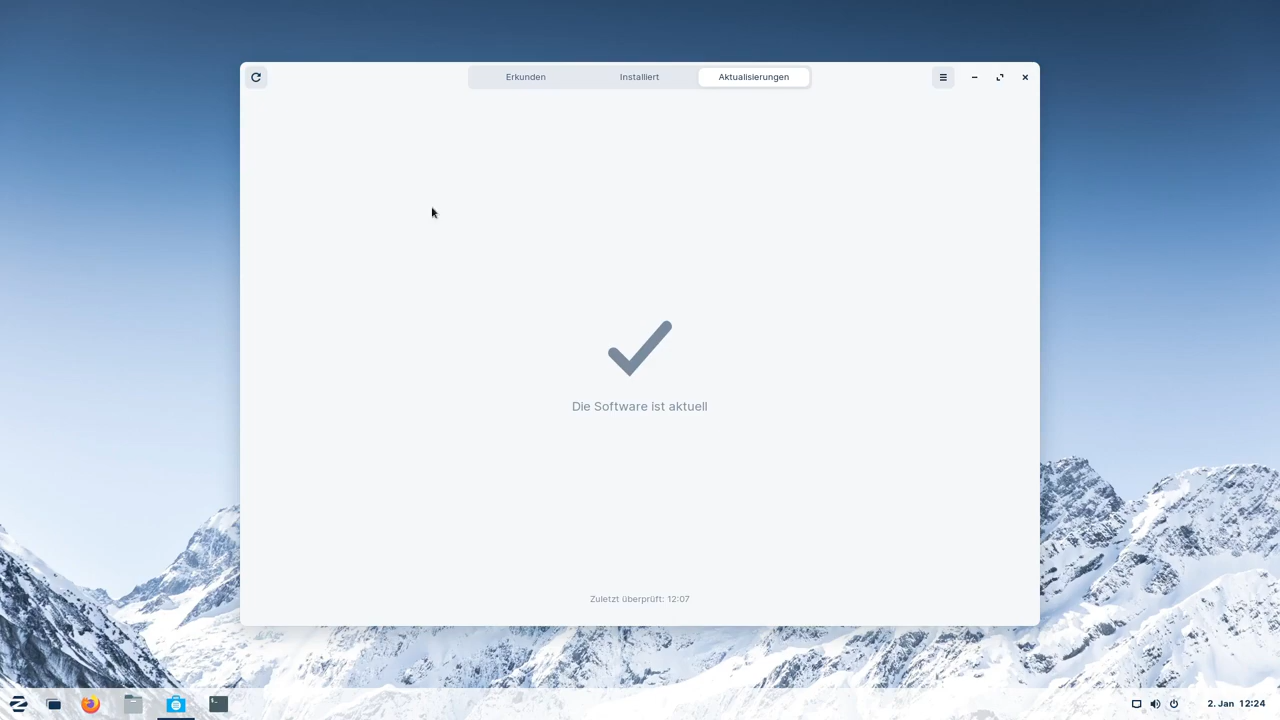 Erkunden Installiert Aktualisierungen
Die Software ist aktuell
Zuletzt überprüft: 12:07
2. Jan 12:24